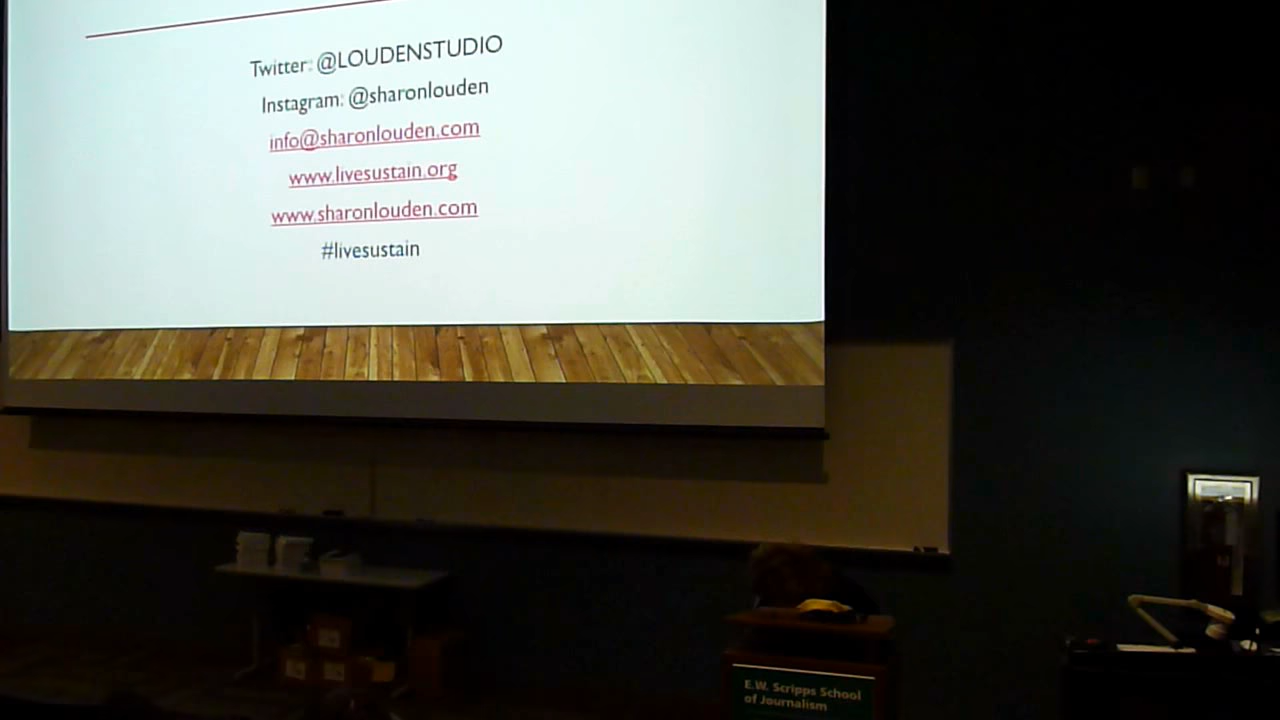 Twitter: @LOUDENSTUDIO
Instagram: @sharonlouden
info@sharonlouden.com
www.livesustain.org
www.sharonlouden.com
#livesustain
E.W. Scripps School
of Journalism